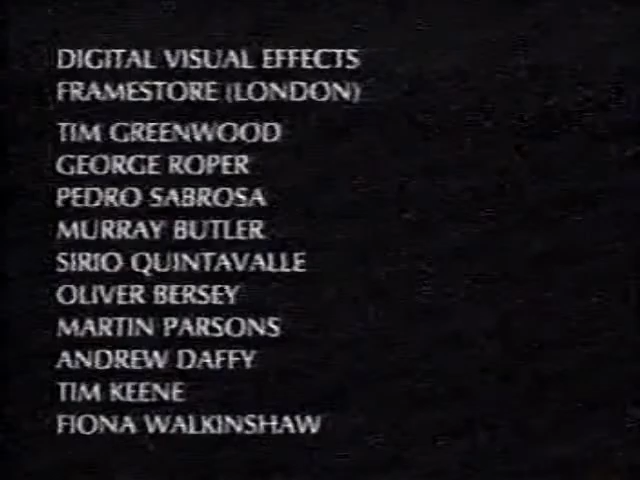 DIGITAL VISUAL EFFECTS
FRAMESTORE (LONDON)
TIM GREENWOOD
GEORGE ROPER
PEDRO SABROSA
MURRAY BUTLER
SIRIO QUINTAVALLE
OLIVER BERSEY
MARTIN PARSONS
ANDREW DAFFY
TIM KEENE
FIONA WALKINSHAW